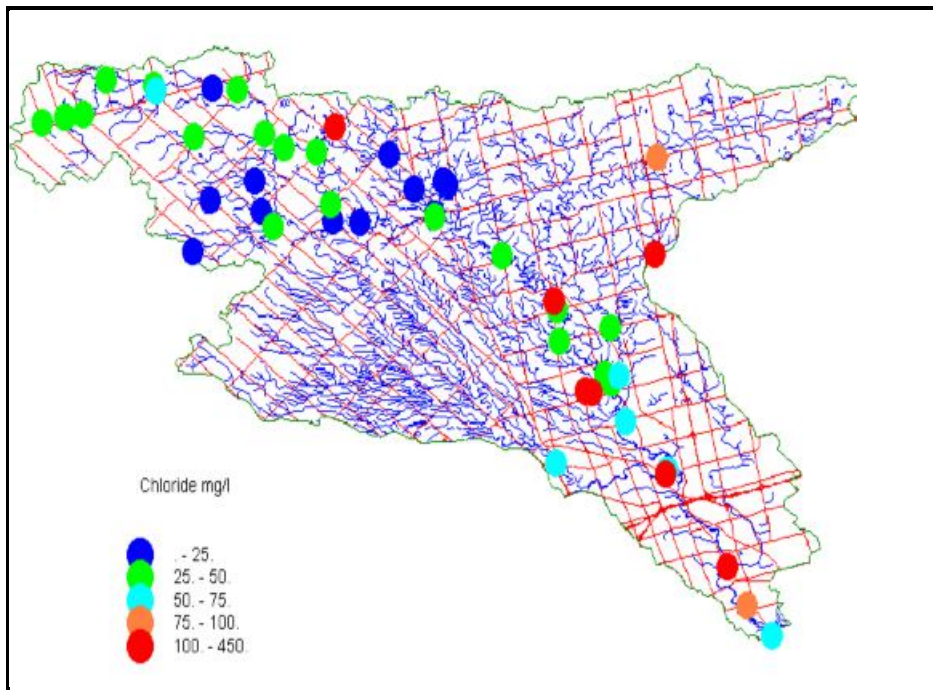 Chloride mg/l
. - 25.
25. - 50.
50. - 75.
75. - 100.
100. - 450.